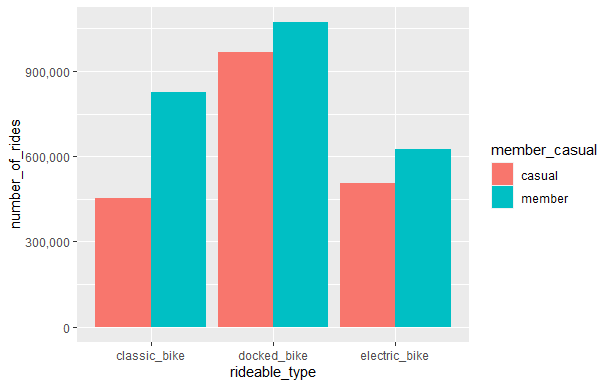 900,000
600,000
300,000
0
number_of_rides
classic_bike docked_bike electric_bike
rideable_type
member_casual
casual
member